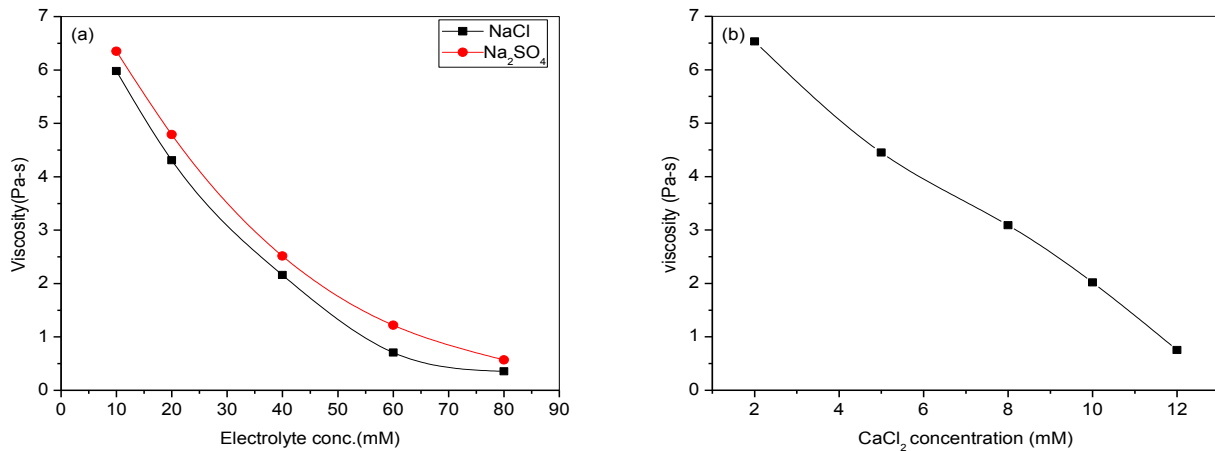 (a)
NaCl
Na₂SO₄
Viscosity(Pa-s)
7
6
5
4
3
2
1
0
0 10 20 30 40 50 60 70 80 90
Electrolyte conc.(mM)
(b)
viscosity (Pa-s)
7
6
5
4
3
2
1
0
2 4 6 8 10 12
CaCl₂ concentration (mM)